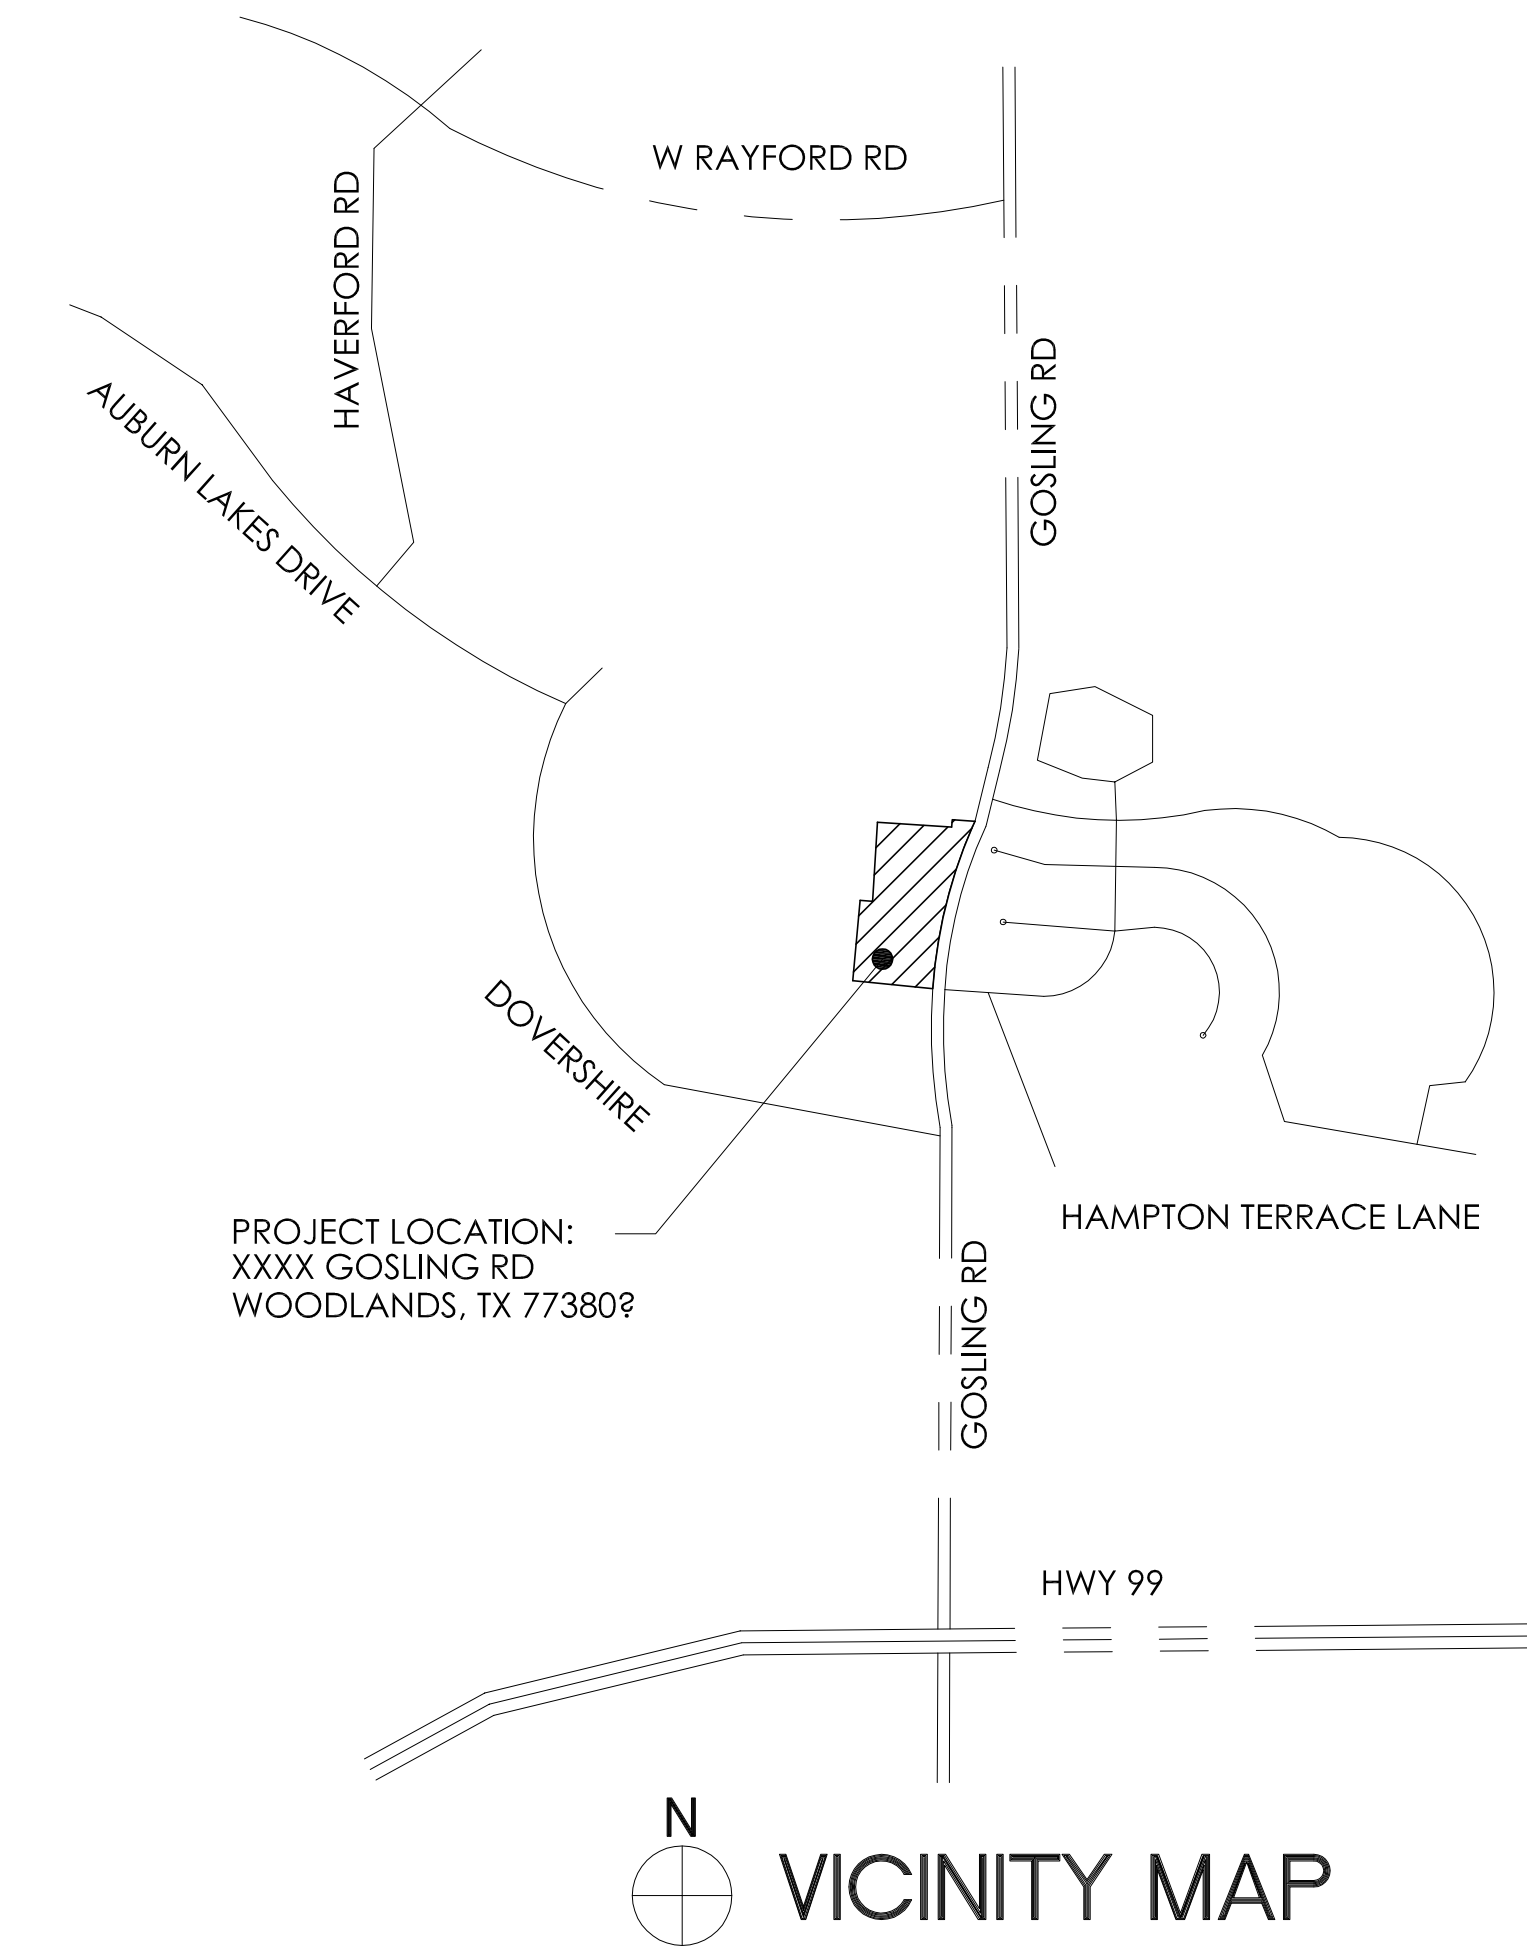 W RAYFORD RD
HAVERFORD RD
GOSLING RD
AUBURN LAKES DRIVE
DOVERSHIRE
HAMPTON TERRACE LANE
PROJECT LOCATION:
XXXX GOSLING RD
WOODLANDS, TX 77380?
GOSLING RD
HWY 99
N
VICINITY MAP